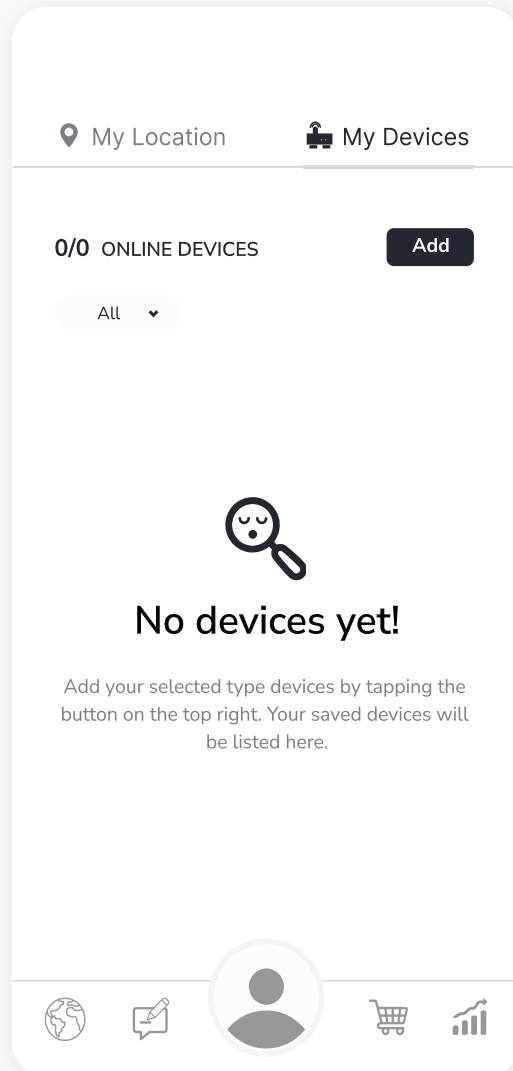 My Location
My Devices
0/0 ONLINE DEVICES
Add
All
No devices yet!
Add your selected type devices by tapping the
button on the top right. Your saved devices will
be listed here.